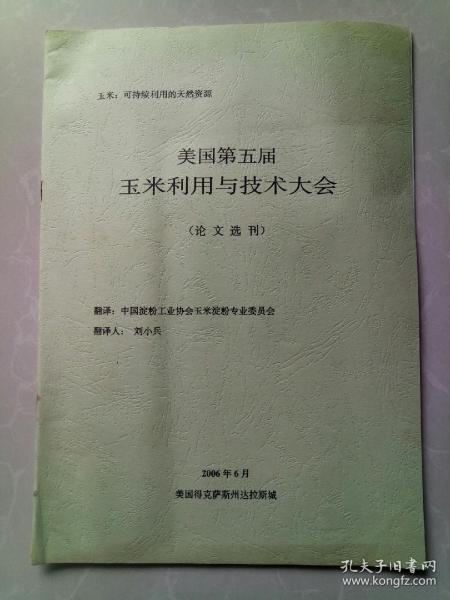 玉米：可持续利用的天然资源
美国第五届
玉米利用与技术大会
（论文选刊）
翻译：中国淀粉工业协会玉米淀粉专业委员会
翻译人：刘小兵
2006年6月
美国得克萨斯州达拉斯城
孔夫子旧书网
www.kongfz.com